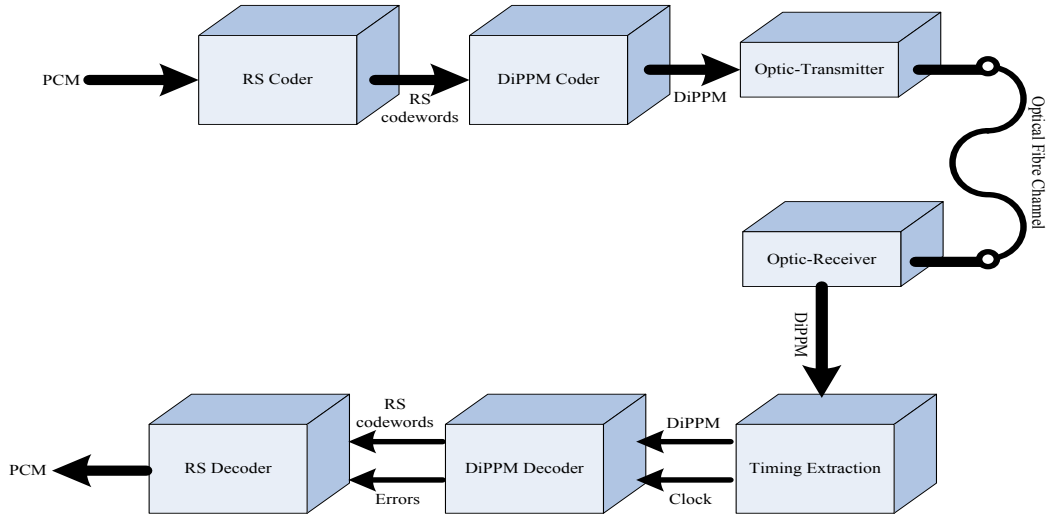 PCM
RS Coder
RS
codewords
DiPPM Coder
DiPPM
Optic-Transmitter
Optical Fibre Channel
Optic-Receiver
DiPPM
Timing Extraction
DiPPM
Clock
DiPPM Decoder
RS
codewords
Errors
RS Decoder
PCM